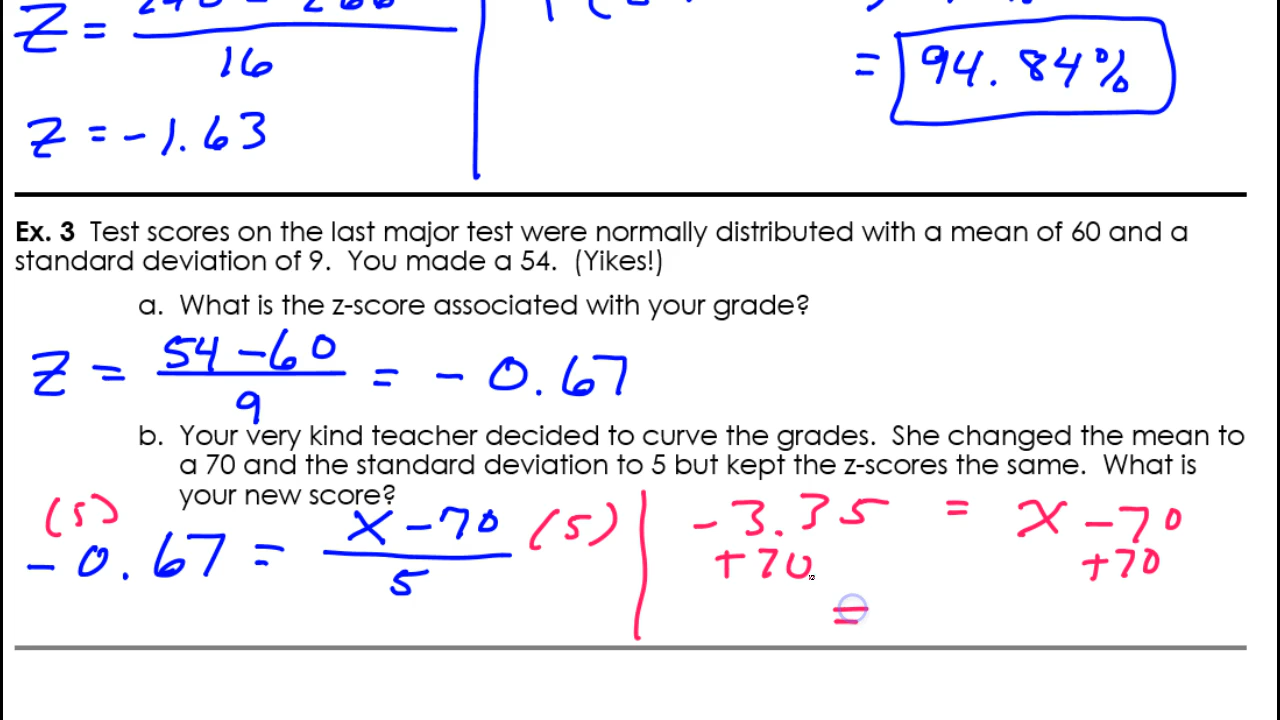 Z = 16
= 94.84%
Z = -1.63
Ex. 3 Test scores on the last major test were normally distributed with a mean of 60 and a
standard deviation of 9. You made a 54. (Yikes!)
a. What is the z-score associated with your grade?
Z = 54 - 60 / 9 = - 0.67
b. Your very kind teacher decided to curve the grades. She changed the mean to
a 70 and the standard deviation to 5 but kept the z-scores the same. What is
your new score?
(5) - 0.67 = x - 70 / 5 (5)
-3.35 = x - 70
+70 +70
=